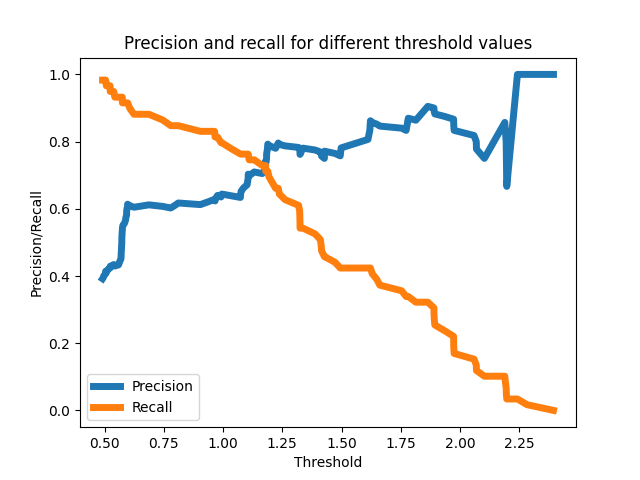 Precision and recall for different threshold values
Precision/Recall
1.0
0.8
0.6
0.4
0.2
0.0
Precision
Recall
0.50 0.75 1.00 1.25 1.50 1.75 2.00 2.25
Threshold